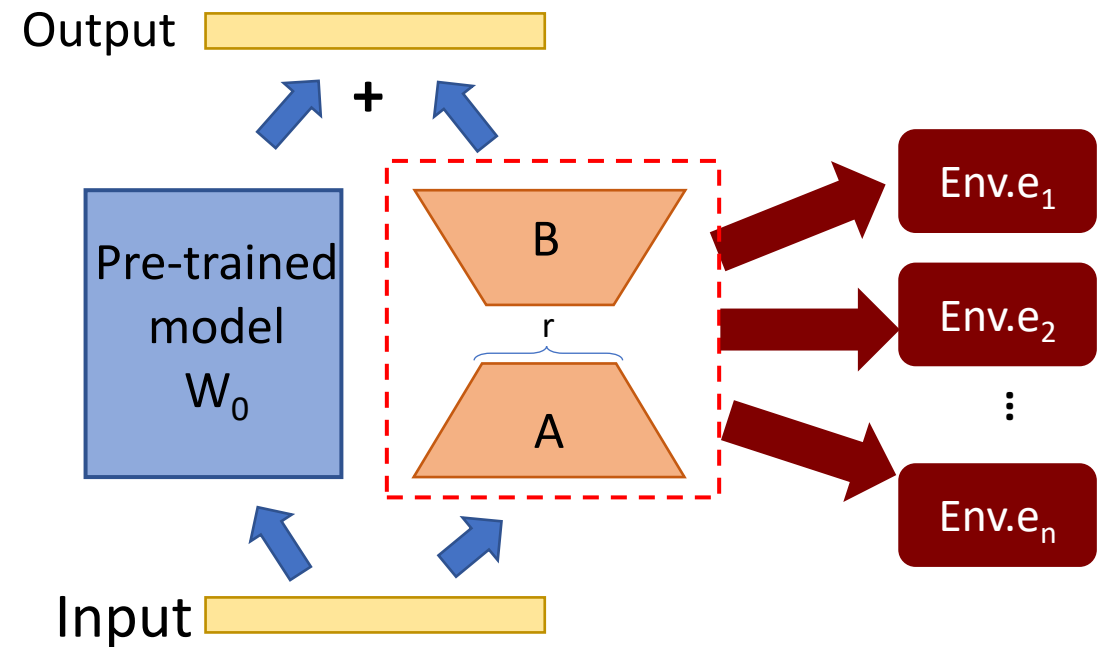 Output
+
Pre-trained
model
W₀
B
r
A
Env.e₁
Env.e₂
⋮
Env.eₙ
Input